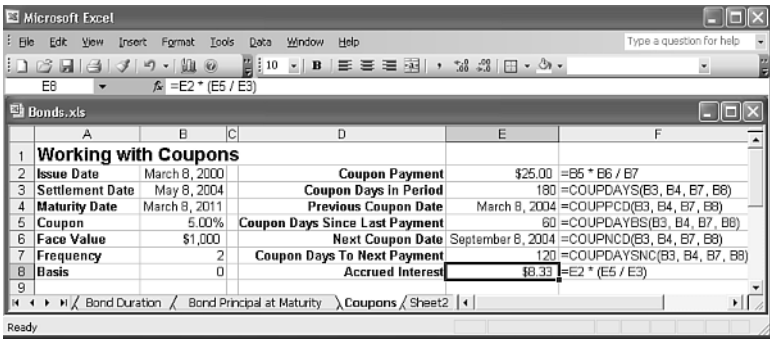 Microsoft Excel
File Edit View Insert Format Tools Data Window Help Type a question for help
10 B
E8 fx =E2 * (E5 / E3)
Bonds.xls
A B C D E F
1 Working with Coupons
2 Issue Date March 8, 2000 Coupon Payment $25.00 =B5 * B6 / B7
3 Settlement Date May 8, 2004 Coupon Days in Period 180 =COUPDAYS(B3, B4, B7, B8)
4 Maturity Date March 8, 2011 Previous Coupon Date March 8, 2004 =COUPPCD(B3, B4, B7, B8)
5 Coupon 5.00% Coupon Days Since Last Payment 60 =COUPDAYBS(B3, B4, B7, B8)
6 Face Value $1,000 Next Coupon Date September 8, 2004 =COUPNCD(B3, B4, B7, B8)
7 Frequency 2 Coupon Days To Next Payment 120 =COUPDAYSNC(B3, B4, B7, B8)
8 Basis 0 Accrued Interest $8.33 =E2 * (E5 / E3)
9
Bond Duration / Bond Principal at Maturity \ Coupons / Sheet2
Ready